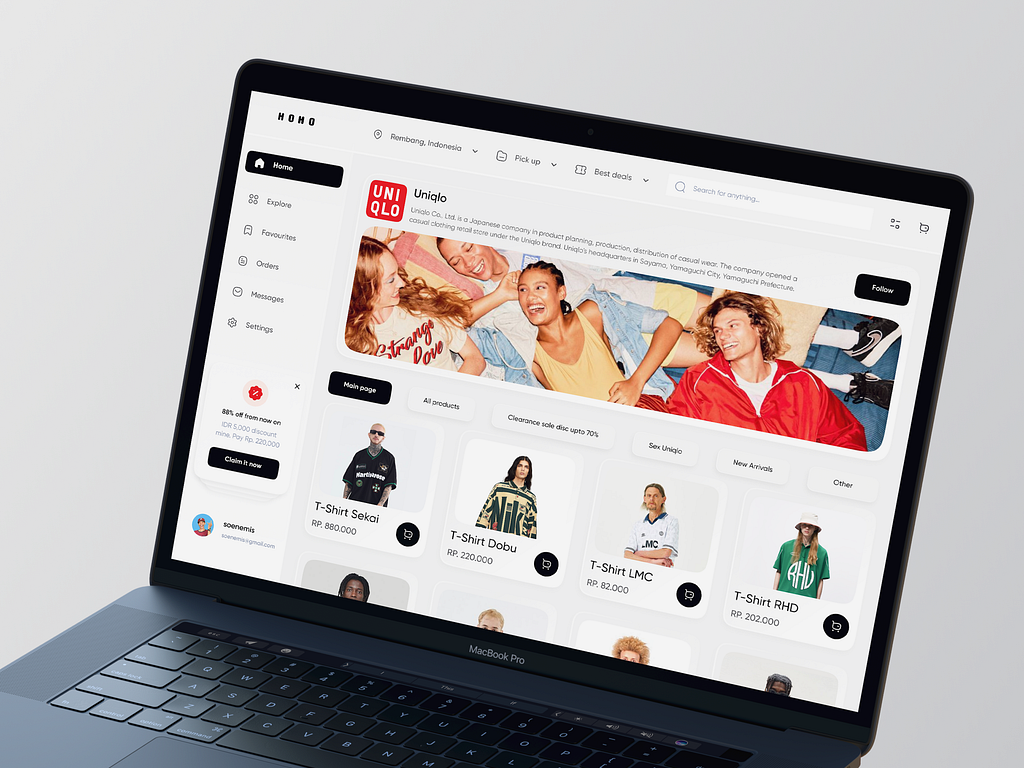 HOHO
Rembang, Indonesia
Pick up
Best deals
Search for anything...
Home
Explore
Favourites
Orders
Messages
Settings
88% off from now on
IDR 5,000 discount
mine, Pay Rp. 220,000
Claim it now
soenemis
soenemis@gmail.com
UNI
QLO
Uniqlo
Uniqlo Co., Ltd. is a Japanese company in product planning, production, distribution of casual wear. The company opened a
casual clothing retail store under the Uniqlo brand. Uniqlo's headquarters in Sayama, Yamaguchi City, Yamaguchi Prefecture.
Follow
Strange
Love
Main page
All products
Clearance sale disc upto 70%
Sex Uniqlo
New Arrivals
Other
T-Shirt Sekai
RP. 880.000
T-Shirt Dobu
RP. 220.000
LMC
T-Shirt LMC
RP. 82.000
RHD
T-Shirt RHD
RP. 202.000
MacBook Pro
Q W E R T Y U I O P
A S D F G H J K L
Z X C V B N M